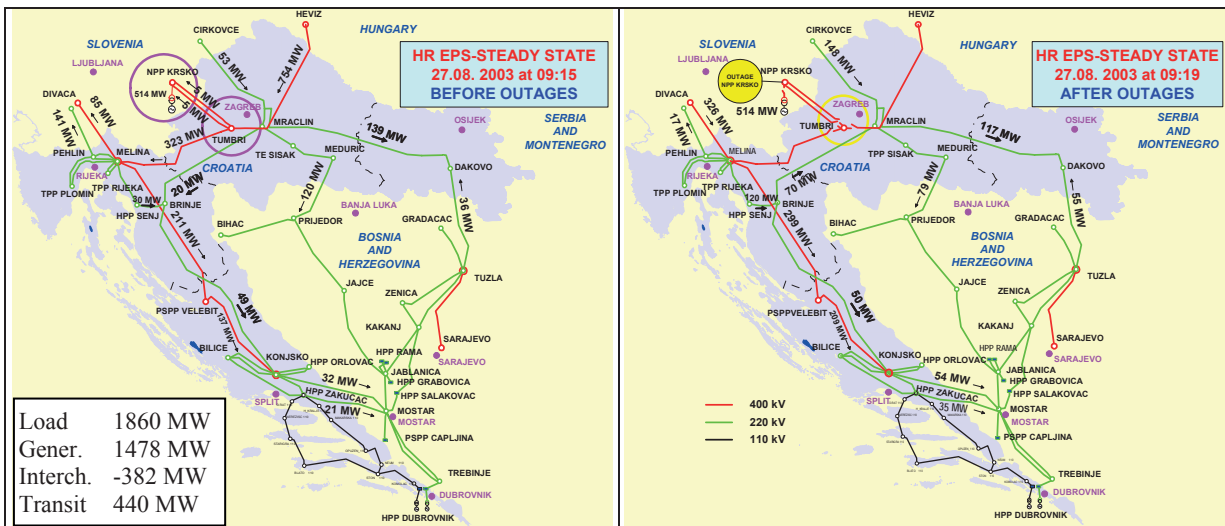 HEVIZ
CIRKOVCE
HUNGARY
SLOVENIA
LJUBLJANA
HR EPS-STEADY STATE
27.08. 2003 at 09:15
BEFORE OUTAGES
NPP KRSKO
53 MW
754 MW
514 MW
5 MW
5 MW
DIVACA
85 MW
141 MW
ZAGREB
323 MW
TUMBRI
MRACLIN
139 MW
OSIJEK
SERBIA
AND
MONTENEGRO
PEHLIN
MELINA
CROATIA
TE SISAK
MEDURIC
DAKOVO
RIJEKA
TPP PLOMIN
TPP RIJEKA
20 MW
30 MW
HPP SENJ
BRINJE
120 MW
36 MW
211 MW
BIHAC
PRIJEDOR
BANJA LUKA
GRADACAC
BOSNIA
AND
HERZEGOVINA
TUZLA
JAJCE
ZENICA
49 MW
PSPP VELEBIT
137 MW
KAKANJ
SARAJEVO
SARAJEVO
BILICE
KONJSKO
HPP ORLOVAC
HPP RAMA
JABLANICA
HPP GRABOVICA
32 MW
HPP ZAKUCAC
HPP SALAKOVAC
SPLIT
21 MW
MOSTAR
MOSTAR
PSPP CAPLJINA
TREBINJE
DUBROVNIK
HPP DUBROVNIK
Load 1860 MW
Gener. 1478 MW
Interch. -382 MW
Transit 440 MW
HEVIZ
CIRKOVCE
HUNGARY
SLOVENIA
LJUBLJANA
HR EPS-STEADY STATE
27.08. 2003 at 09:19
AFTER OUTAGES
OUTAGE
NPP KRSKO
NPP KRSKO
148 MW
514 MW
DIVACA
326 MW
17 MW
ZAGREB
TUMBRI
MRACLIN
117 MW
OSIJEK
SERBIA
AND
MONTENEGRO
PEHLIN
MELINA
CROATIA
TPP SISAK
MEDURIC
DAKOVO
RIJEKA
TPP PLOMIN
TPP RIJEKA
70 MW
120 MW
HPP SENJ
BRINJE
79 MW
55 MW
299 MW
BIHAC
PRIJEDOR
BANJA LUKA
GRADACAC
BOSNIA
AND
HERZEGOVINA
TUZLA
JAJCE
ZENICA
50 MW
PSPPVELEBIT
209 MW
KAKANJ
SARAJEVO
SARAJEVO
BILICE
KONJSKO
HPP ORLOVAC
HPP RAMA
JABLANICA
HPP GRABOVICA
54 MW
HPP ZAKUCAC
HPP SALAKOVAC
SPLIT
35 MW
MOSTAR
MOSTAR
PSPP CAPLJINA
400 kV
220 kV
110 kV
TREBINJE
DUBROVNIK
HPP DUBROVNIK